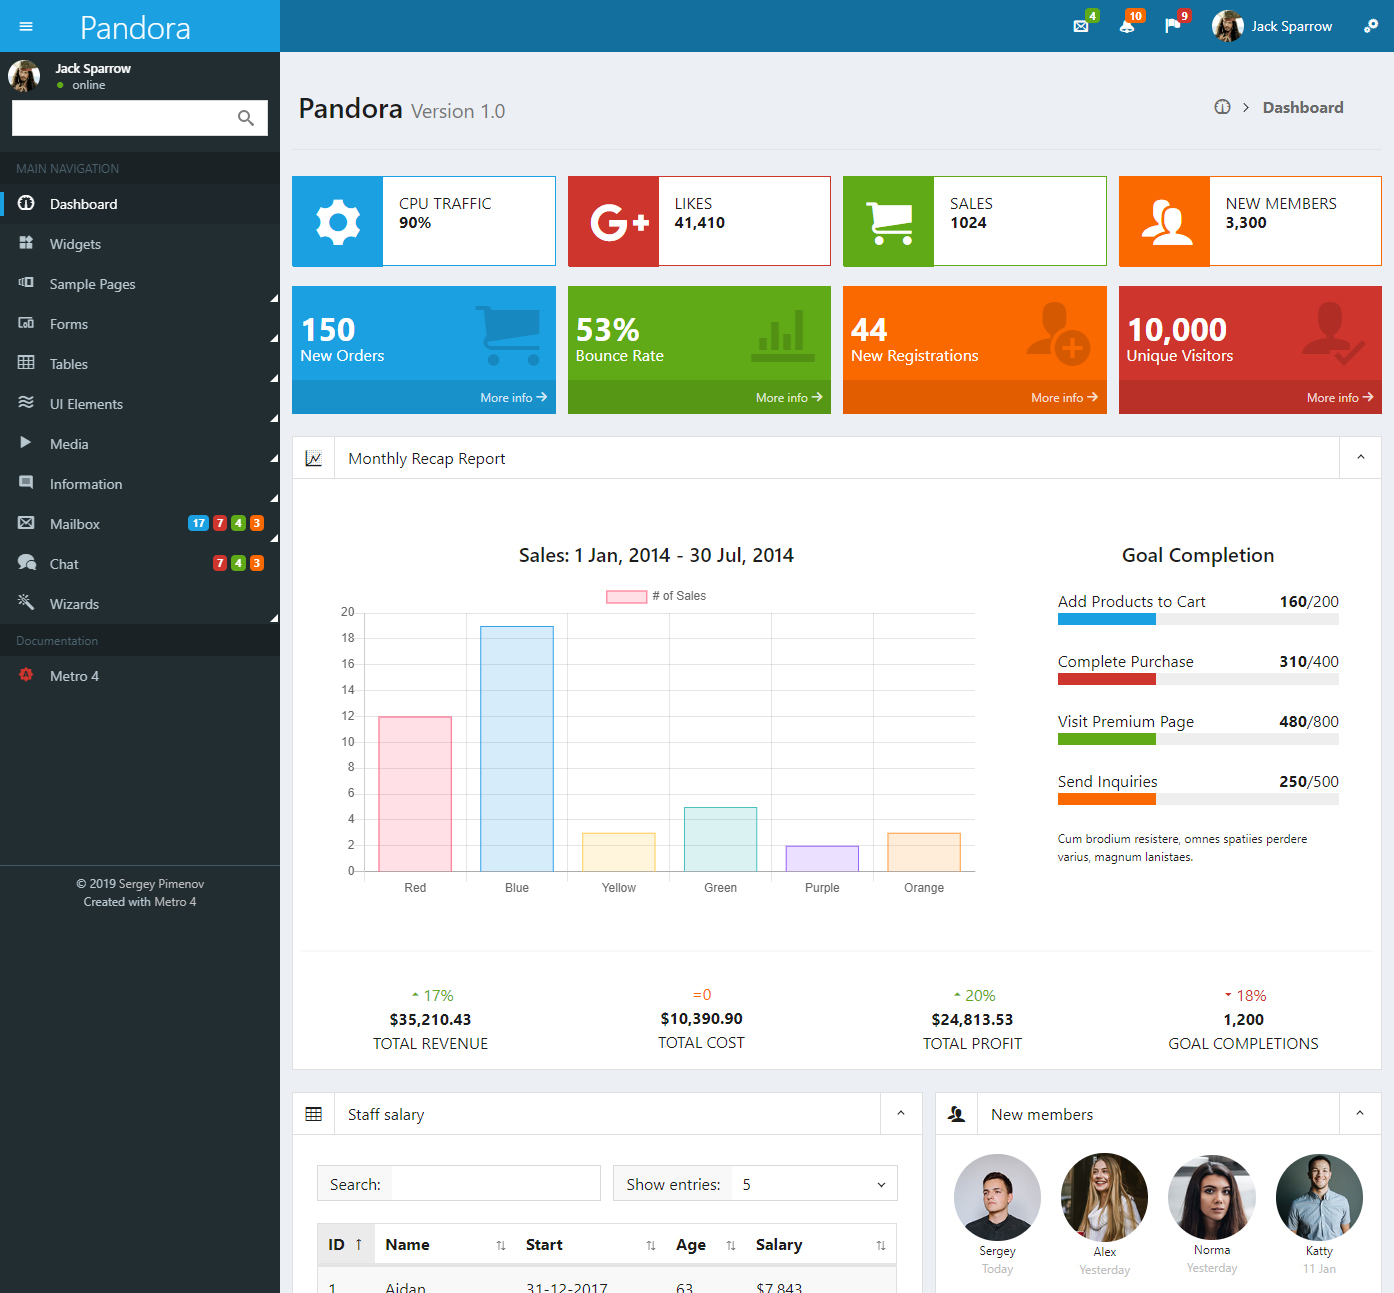 Pandora
4
10
9
Jack Sparrow
Jack Sparrow
online
MAIN NAVIGATION
Dashboard
Widgets
Sample Pages
Forms
Tables
UI Elements
Media
Information
Mailbox 17 7 4 3
Chat 7 4 3
Wizards
Documentation
Metro 4
© 2019 Sergey Pimenov
Created with Metro 4
Pandora Version 1.0
Dashboard
CPU TRAFFIC
90%
G+
LIKES
41,410
SALES
1024
NEW MEMBERS
3,300
150
New Orders
More info
53%
Bounce Rate
More info
44
New Registrations
More info
10,000
Unique Visitors
More info
Monthly Recap Report
Sales: 1 Jan, 2014 - 30 Jul, 2014
# of Sales
20
18
16
14
12
10
8
6
4
2
0
Red Blue Yellow Green Purple Orange
Goal Completion
Add Products to Cart 160/200
Complete Purchase 310/400
Visit Premium Page 480/800
Send Inquiries 250/500
Cum brodium resistere, omnes spatiies perdere
varius, magnum lanistaes.
17%
$35,210.43
TOTAL REVENUE
=0
$10,390.90
TOTAL COST
20%
$24,813.53
TOTAL PROFIT
18%
1,200
GOAL COMPLETIONS
Staff salary
Search:
Show entries: 5
ID Name Start Age Salary
1 Aidan 31-12-2017 63 $7,843
New members
Sergey
Today
Alex
Yesterday
Norma
Yesterday
Katty
11 Jan